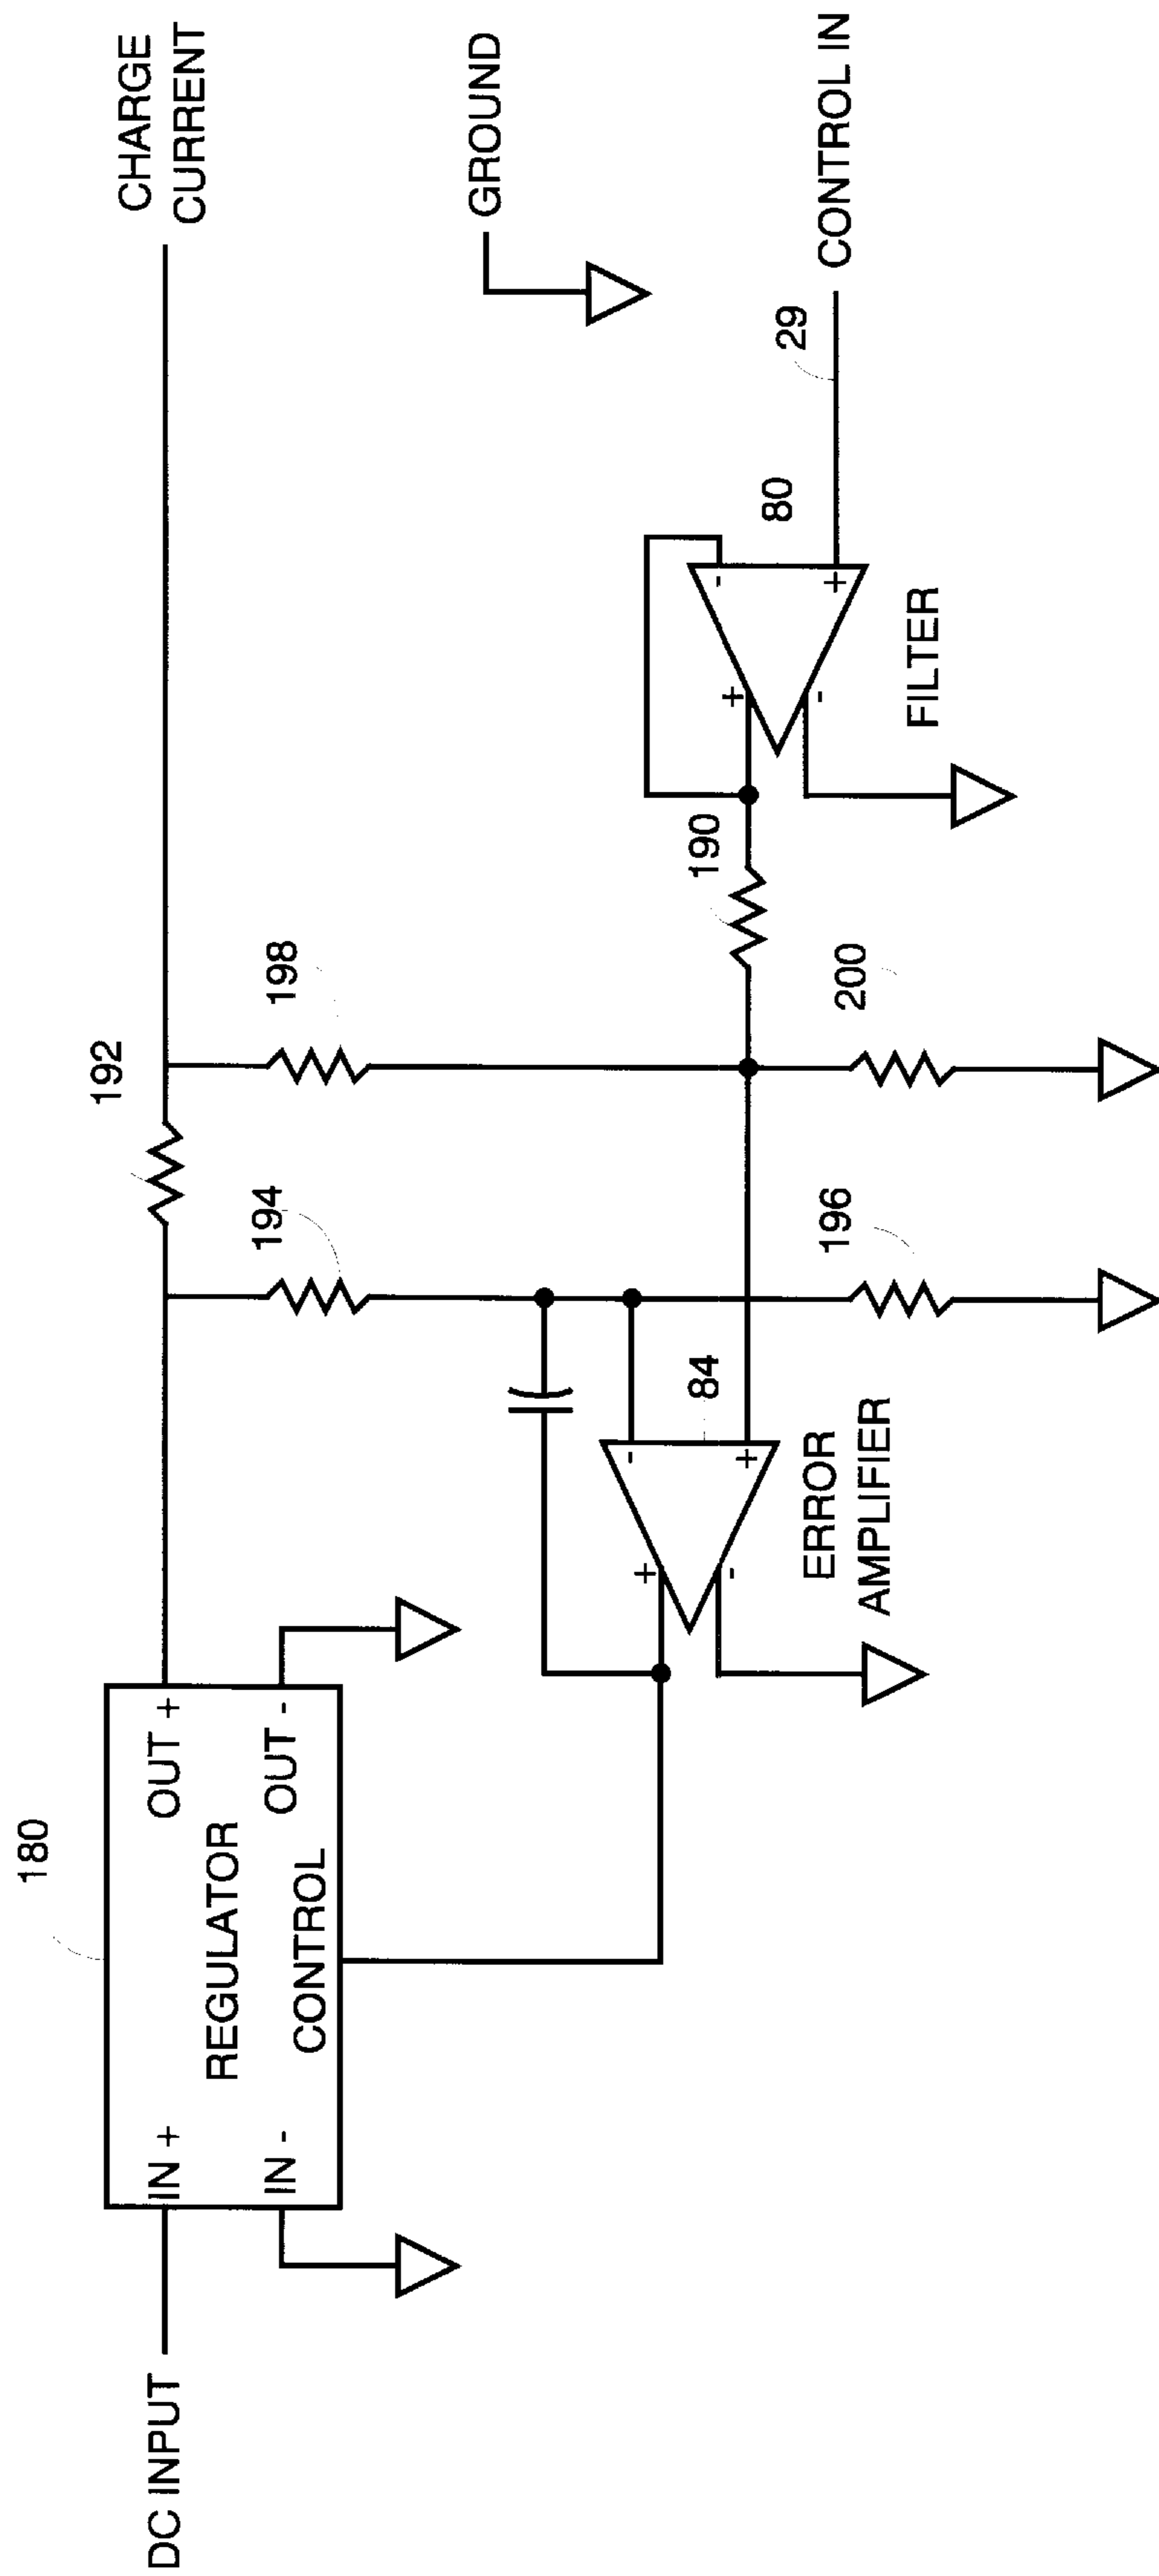 180
DC INPUT
IN +
IN -
REGULATOR
CONTROL
OUT +
OUT -
192
CHARGE
CURRENT
194
198
GROUND
+
-
-
+
84
ERROR
AMPLIFIER
196
200
190
+
-
-
+
80
FILTER
29
CONTROL IN